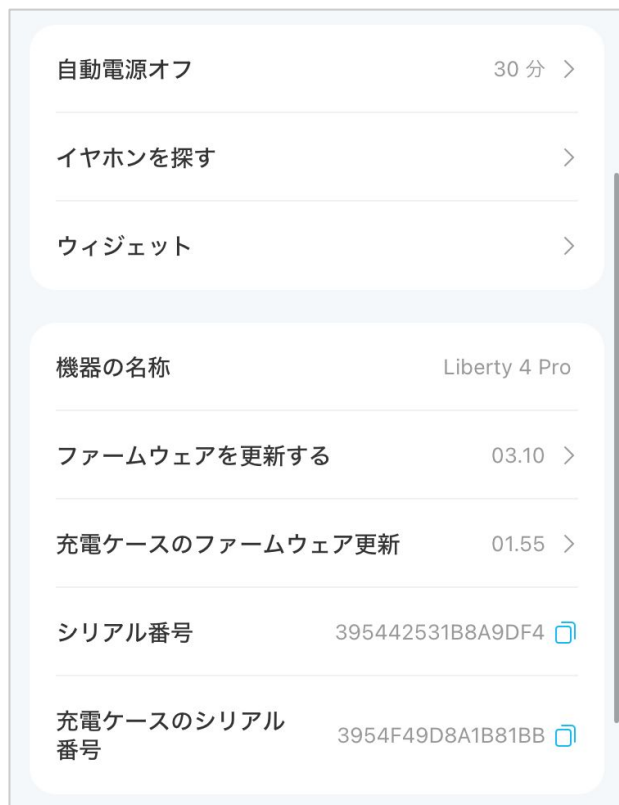 自動電源オフ 30 分
イヤホンを探す
ウィジェット
機器の名称 Liberty 4 Pro
ファームウェアを更新する 03.10
充電ケースのファームウェア更新 01.55
シリアル番号 395442531B8A9DF4
充電ケースのシリアル
番号 3954F49D8A1B81BB